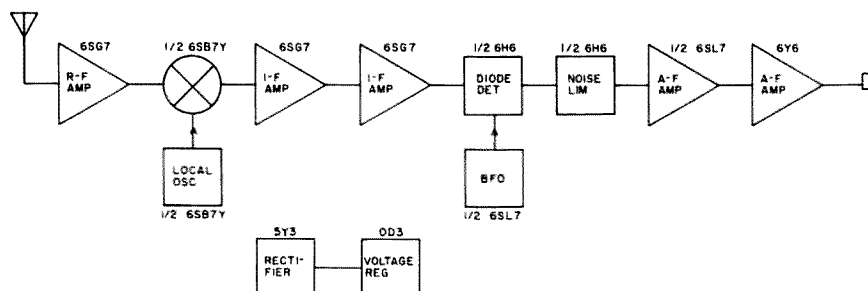 6SG7
1/2 6SB7Y
6SG7
6SG7
1/2 6H6
1/2 6H6
1/2 6SL7
6Y6
R-F
AMP
I-F
AMP
I-F
AMP
DIODE
DET
NOISE
LIM
A-F
AMP
A-F
AMP
LOCAL
OSC
BFO
1/2 6SB7Y
1/2 6SL7
5Y3
OD3
RECTI-
FIER
VOLTAGE
REG